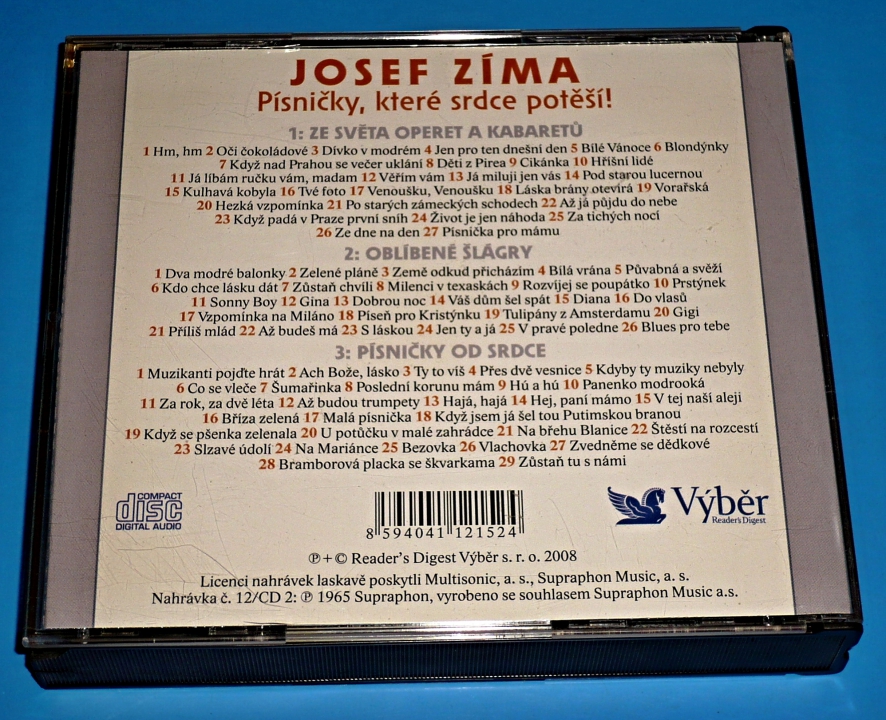 JOSEF ZÍMA
Písničky, které srdce potěší!
1: ZE SVĚTA OPERET A KABARETŮ
1 Hm, hm 2 Oči čokoládové 3 Dívko v modrém 4 Jen pro ten dnešní den 5 Bílé Vánoce 6 Blondýnky
7 Když nad Prahou se večer uklání 8 Děti z Pirea 9 Cikánka 10 Hříšní lidé
11 Já líbám ručku vám, madam 12 Věřím vám 13 Já miluji jen vás 14 Pod starou lucernou
15 Kulhavá kobyla 16 Tvé foto 17 Venoušku, Venoušku 18 Láska brány otevírá 19 Vorařská
20 Hezká vzpomínka 21 Po starých zámeckých schodech 22 Až já půjdu do nebe
23 Když padá v Praze první sníh 24 Život je jen náhoda 25 Za tichých nocí
26 Ze dne na den 27 Písnička pro mámu
2: OBLÍBENÉ ŠLÁGRY
1 Dva modré balonky 2 Zelené pláně 3 Země odkud přicházím 4 Bílá vrána 5 Půvabná a svěží
6 Kdo chce lásku dát 7 Zůstaň chvíli 8 Milenci v texaskách 9 Rozvíjej se poupátko 10 Prstýnek
11 Sonny Boy 12 Gina 13 Dobrou noc 14 Váš dům šel spát 15 Diana 16 Do vlasů
17 Vzpomínka na Miláno 18 Píseň pro Kristýnku 19 Tulipány z Amsterdamu 20 Gigi
21 Příliš mlád 22 Až budeš má 23 S láskou 24 Jen ty a já 25 V pravé poledne 26 Blues pro tebe
3: PÍSNIČKY OD SRDCE
1 Muzikanti pojďte hrát 2 Ach Bože, lásko 3 Ty to víš 4 Přes dvě vesnice 5 Kdyby ty muziky nebyly
6 Co se vleče 7 Šumařinka 8 Poslední korunu mám 9 Hú a hú 10 Panenko modrooká
11 Za rok, za dvě léta 12 Až budou trumpety 13 Hajá, hajá 14 Hej, paní mámo 15 V tej naší aleji
16 Bříza zelená 17 Malá písnička 18 Když jsem já šel tou Putimskou branou
19 Když se pšenka zelenala 20 U potůčku v malé zahrádce 21 Na břehu Blanice 22 Štěstí na rozcestí
23 Slzavé údolí 24 Na Mariánce 25 Bezovka 26 Vlachovka 27 Zvedněme se dědkové
28 Bramborová placka se škvarkama 29 Zůstaň tu s námi
COMPACT
disc
DIGITAL AUDIO
8 594041 121524
Výběr
Reader's Digest
℗ + © Reader's Digest Výběr s. r. o. 2008
Licenci nahrávek laskavě poskytli Multisonic, a. s., Supraphon Music, a. s.
Nahrávka č. 12/CD 2: ℗ 1965 Supraphon, vyrobeno se souhlasem Supraphon Music a.s.